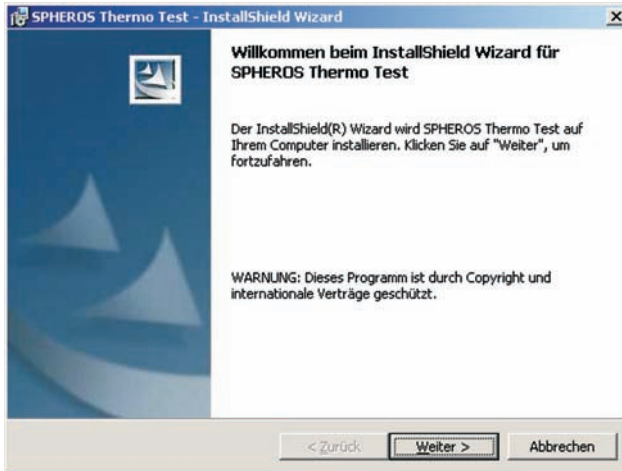 SPHEROS Thermo Test - InstallShield Wizard
Willkommen beim InstallShield Wizard für
SPHEROS Thermo Test
Der InstallShield(R) Wizard wird SPHEROS Thermo Test auf
Ihrem Computer installieren. Klicken Sie auf "Weiter", um
fortzufahren.
WARNUNG: Dieses Programm ist durch Copyright und
internationale Verträge geschützt.
< Zurück
Weiter >
Abbrechen